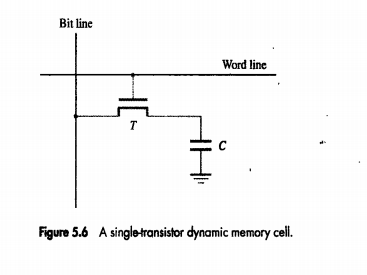 Bit line
Word line
T
C
Figure 5.6 A single-transistor dynamic memory cell.